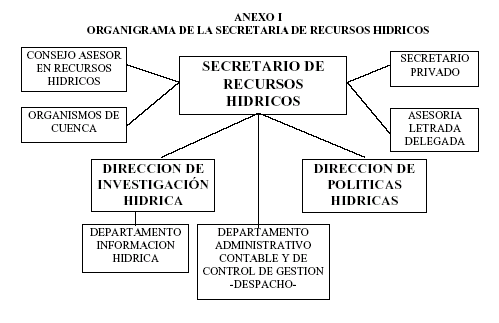 ANEXO I
ORGANIGRAMA DE LA SECRETARIA DE RECURSOS HIDRICOS
CONSEJO ASESOR
EN RECURSOS
HIDRICOS
SECRETARIO DE
RECURSOS
HIDRICOS
SECRETARIO
PRIVADO
ORGANISMOS DE
CUENCA
ASESORIA
LETRADA
DELEGADA
DIRECCION DE
INVESTIGACIÓN
HIDRICA
DIRECCION DE
POLITICAS
HIDRICAS
DEPARTAMENTO
INFORMACION
HIDRICA
DEPARTAMENTO
ADMINISTRATIVO
CONTABLE Y DE
CONTROL DE GESTION
-DESPACHO-